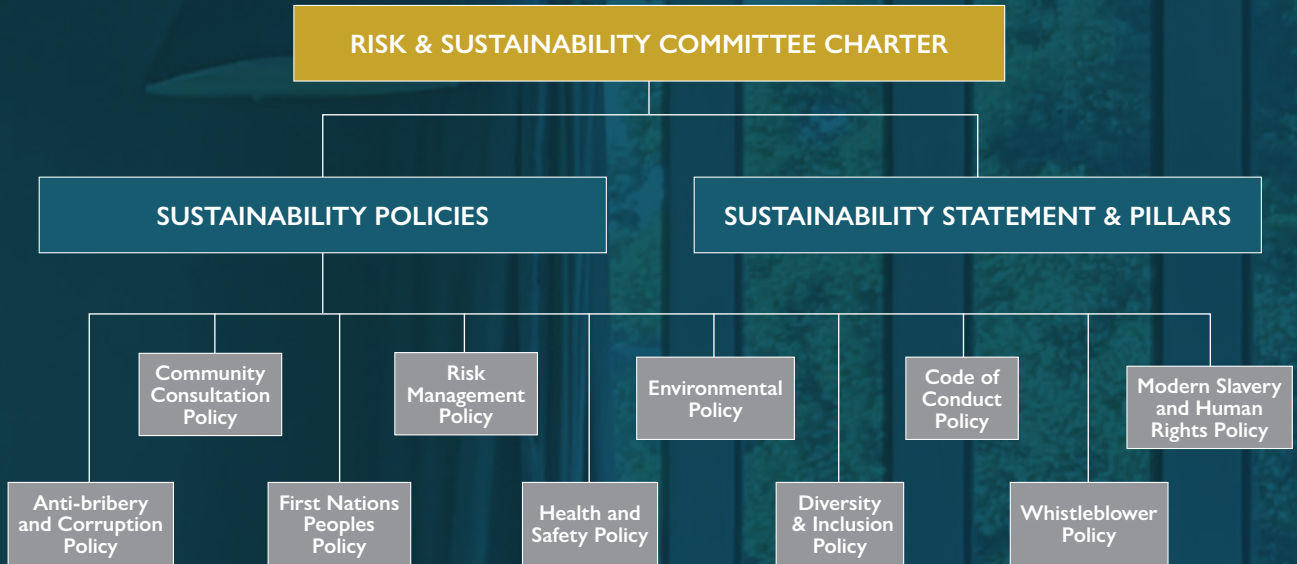 RISK & SUSTAINABILITY COMMITTEE CHARTER
SUSTAINABILITY POLICIES
SUSTAINABILITY STATEMENT & PILLARS
Community
Consultation
Policy
Risk
Management
Policy
Environmental
Policy
Code of
Conduct
Policy
Modern Slavery
and Human
Rights Policy
Anti-bribery
and Corruption
Policy
First Nations
Peoples
Policy
Health and
Safety Policy
Diversity
& Inclusion
Policy
Whistleblower
Policy